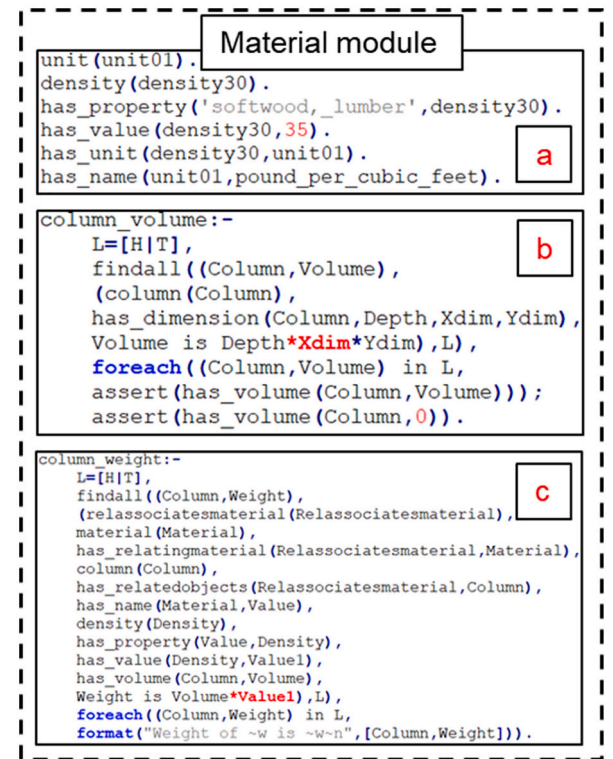 Material module
unit(unit01).
density(density30).
has_property('softwood,_lumber',density30).
has_value(density30,35).
has_unit(density30,unit01).
has_name(unit01,pound_per_cubic_feet).
a
column_volume:-
L=[H|T],
findall((Column,Volume),
(column(Column),
has_dimension(Column,Depth,Xdim,Ydim),
Volume is Depth*Xdim*Ydim),L),
foreach((Column,Volume) in L,
assert(has_volume(Column,Volume)));
assert(has_volume(Column,0)).
b
column_weight:-
L=[H|T],
findall((Column,Weight),
(relassociatesmaterial(Relassociatesmaterial),
material(Material),
has_relatingmaterial(Relassociatesmaterial,Material),
column(Column),
has_relatedobjects(Relassociatesmaterial,Column),
has_name(Material,Value),
density(Density),
has_property(Value,Density),
has_value(Density,Value1),
has_volume(Column,Volume),
Weight is Volume*Value1),L),
foreach((Column,Weight) in L,
format("Weight of ~w is ~w~n",[Column,Weight])).
c